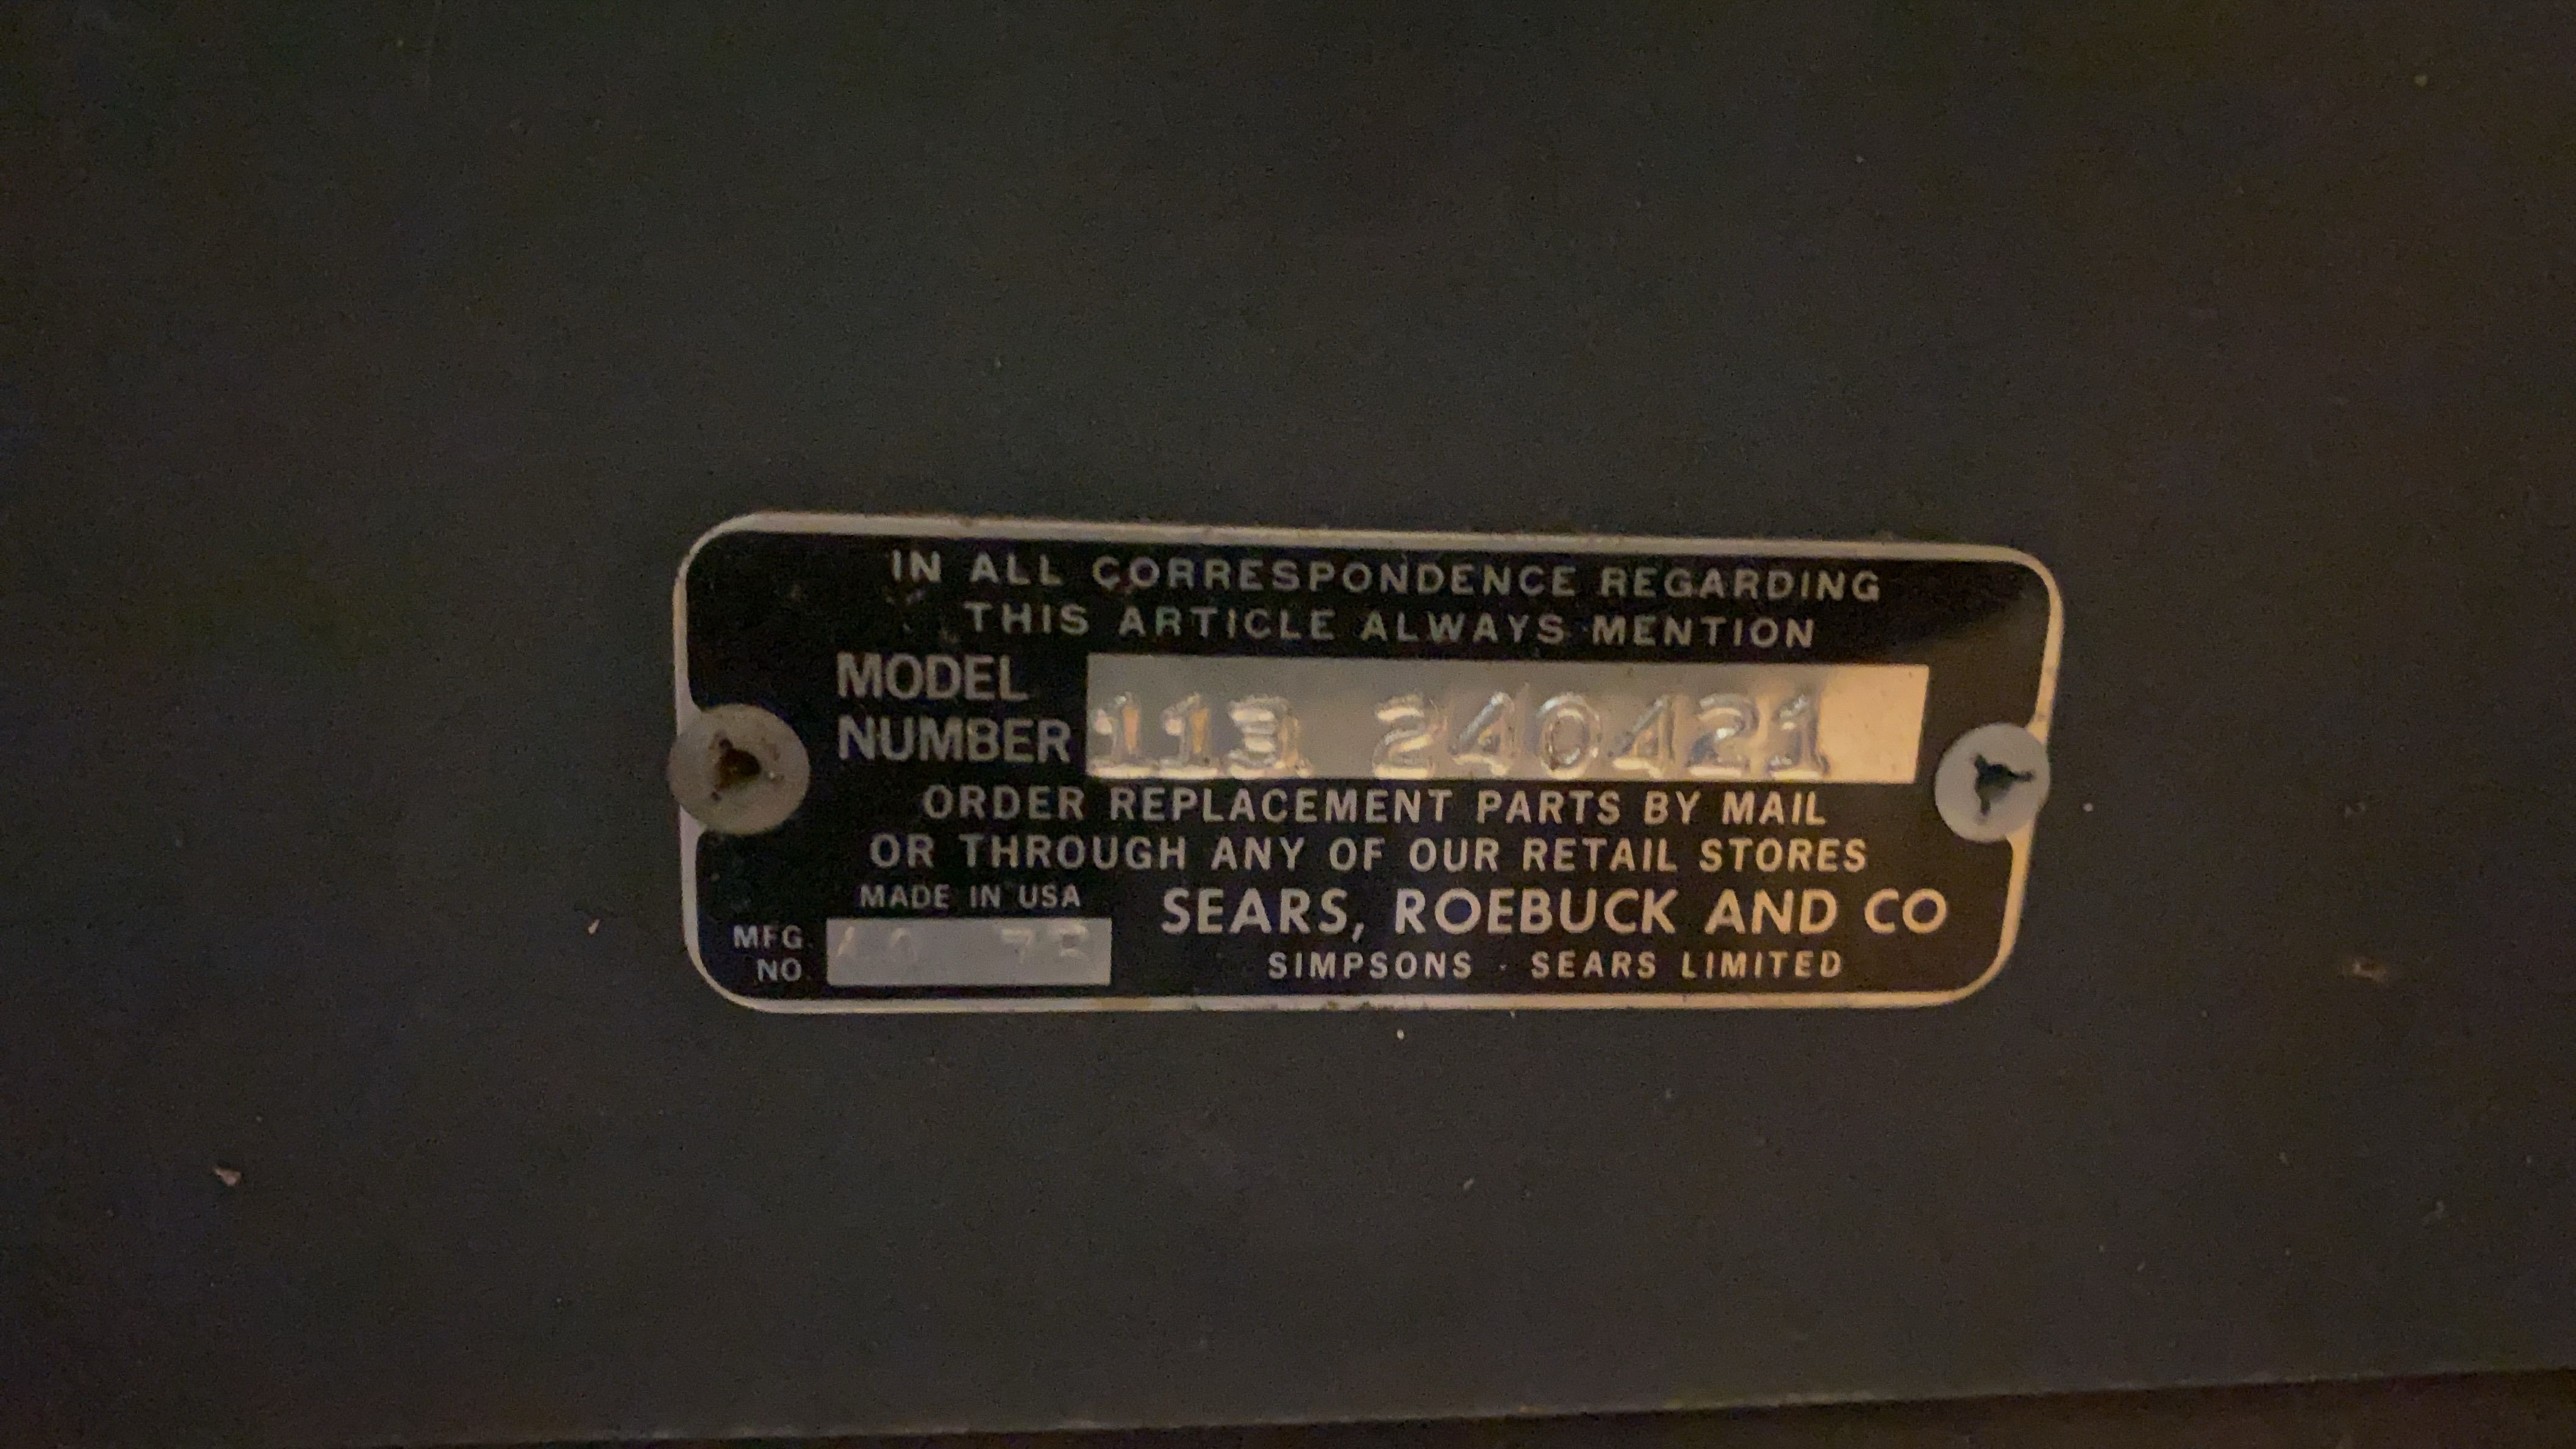 IN ALL CORRESPONDENCE REGARDING
THIS ARTICLE ALWAYS MENTION
MODEL
NUMBER 113 240421
ORDER REPLACEMENT PARTS BY MAIL
OR THROUGH ANY OF OUR RETAIL STORES
MADE IN USA
SEARS, ROEBUCK AND CO
MFG.
NO.
SIMPSONS - SEARS LIMITED